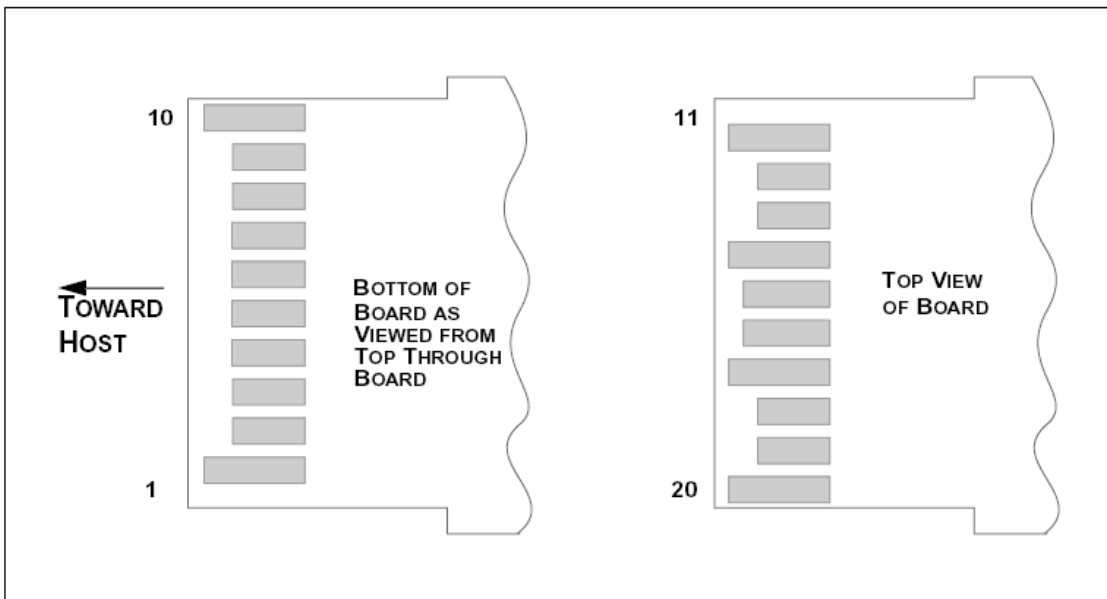 10
1
TOWARD
HOST
BOTTOM OF
BOARD AS
VIEWED FROM
TOP THROUGH
BOARD
11
20
TOP VIEW
OF BOARD